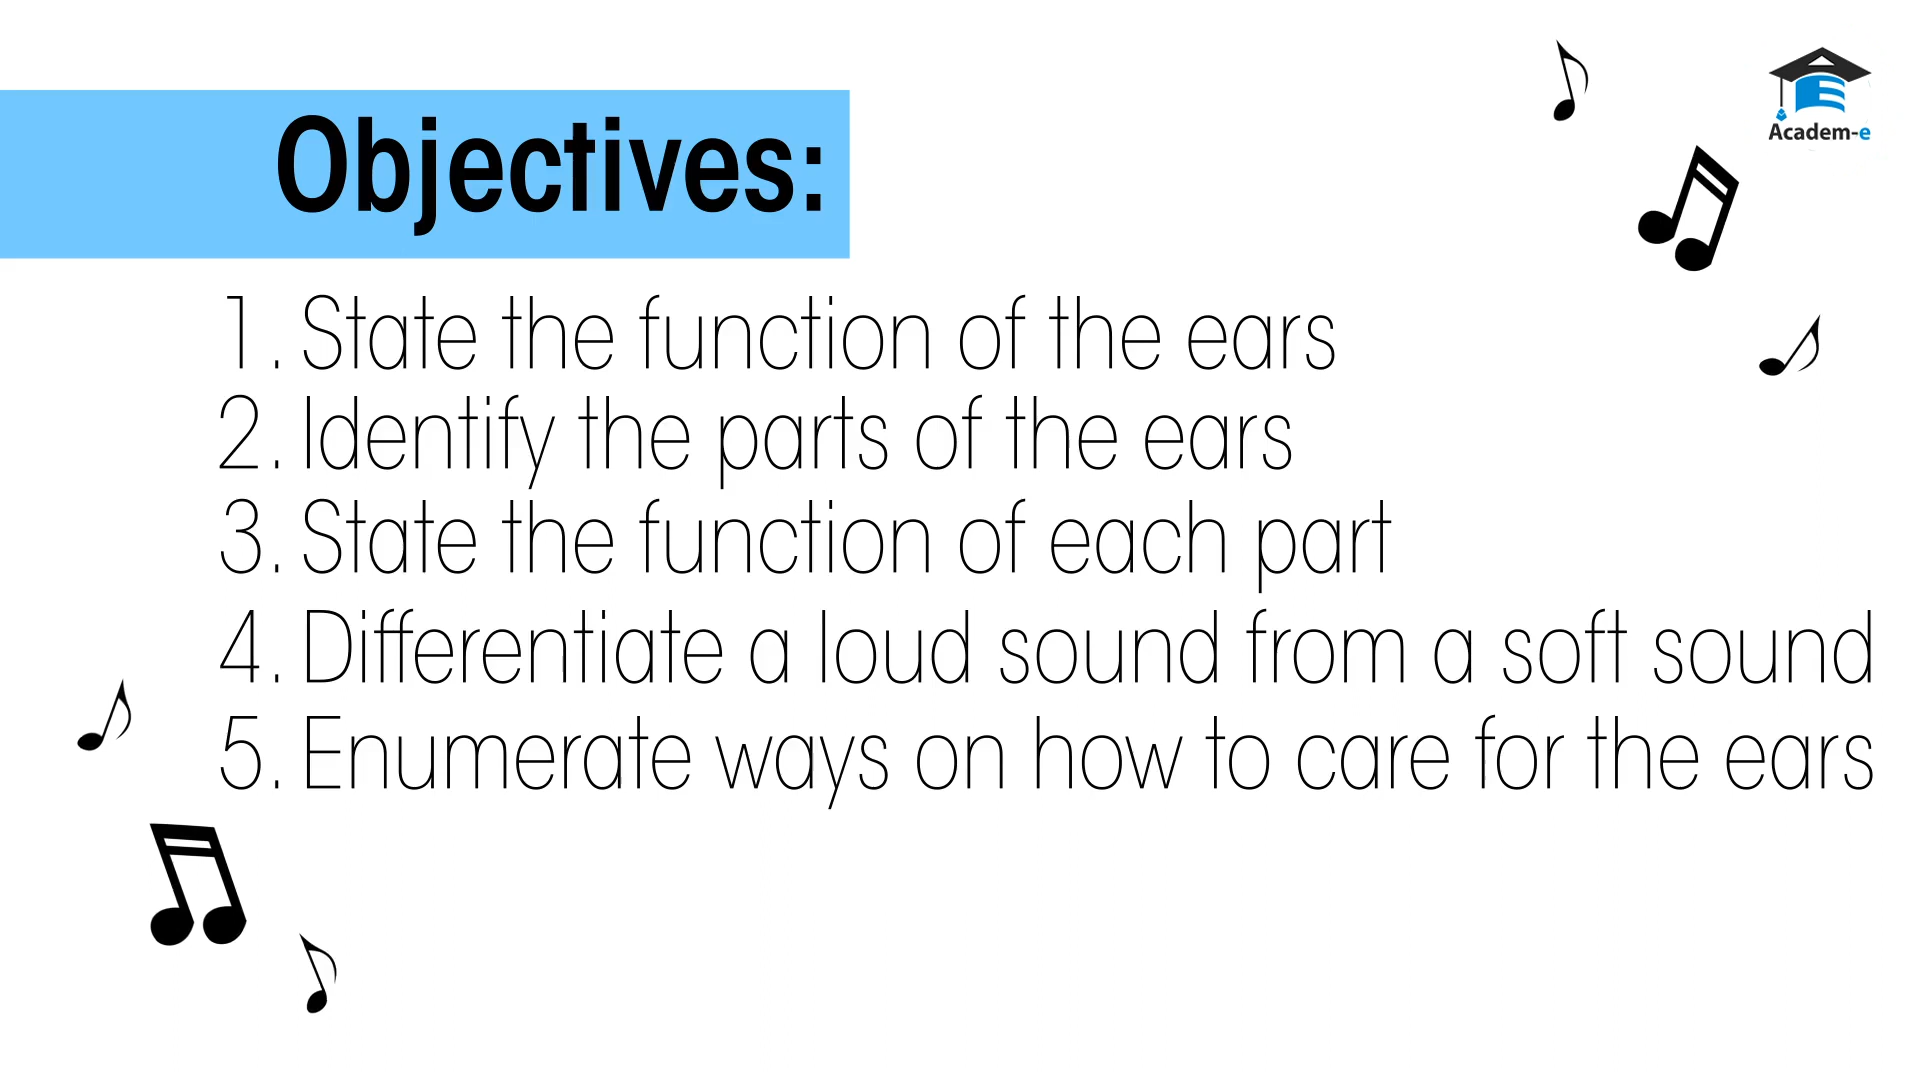 Academ-e
Objectives:
1. State the function of the ears
2. Identify the parts of the ears
3. State the function of each part
4. Differentiate a loud sound from a soft sound
5. Enumerate ways on how to care for the ears